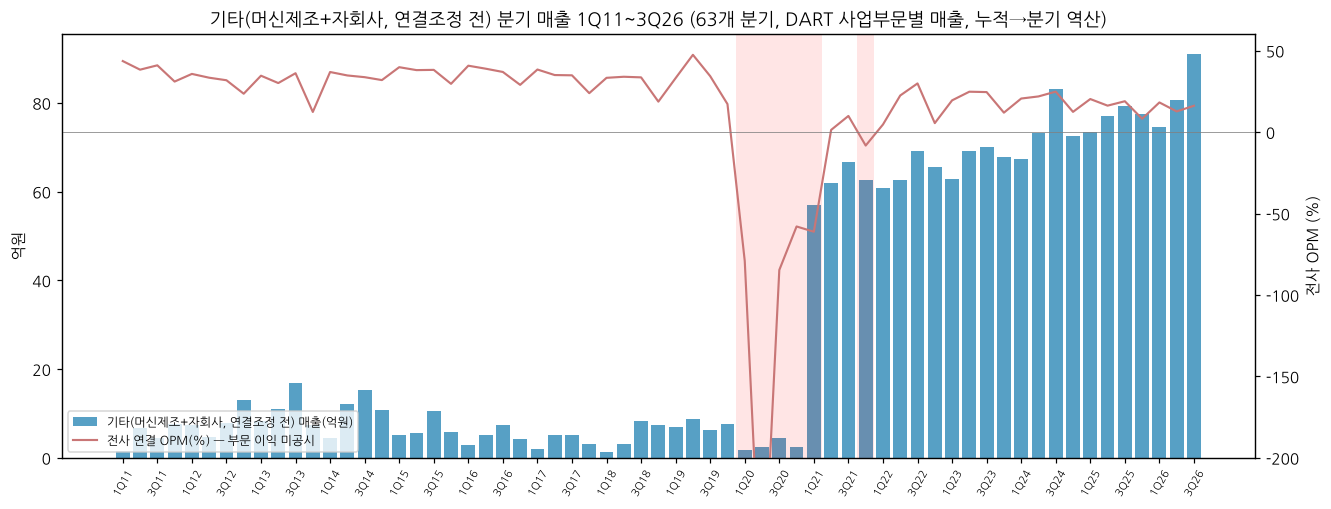 기타(머신제조+자회사, 연결조정 전) 분기 매출 1Q11~3Q26 (63개 분기, DART 사업부문별 매출, 누적→분기 역산)
억원
80
60
40
20
0
기타(머신제조+자회사, 연결조정 전) 매출(억원)
전사 연결 OPM(%) — 부문 이익 미공시
50
0
-50
-100
-150
-200
전사 OPM (%)
1Q11 3Q11 1Q12 3Q12 1Q13 3Q13 1Q14 3Q14 1Q15 3Q15 1Q16 3Q16 1Q17 3Q17 1Q18 3Q18 1Q19 3Q19 1Q20 3Q20 1Q21 3Q21 1Q22 3Q22 1Q23 3Q23 1Q24 3Q24 1Q25 3Q25 1Q26 3Q26